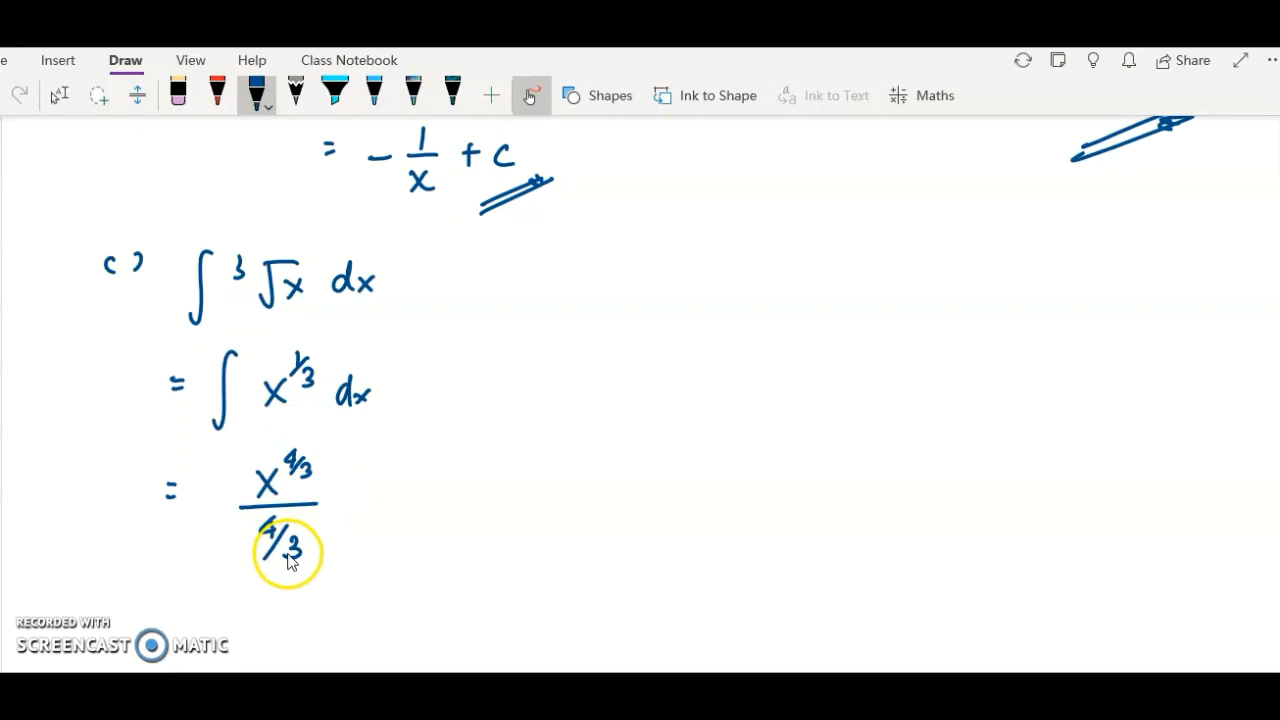 e Insert Draw View Help Class Notebook Share
Shapes Ink to Shape Ink to Text Maths
= - 1/x + c
c) ∫ ³√x dx
= ∫ x^1/3 dx
= x^4/3 / 4/3
RECORDED WITH
SCREENCAST MATIC